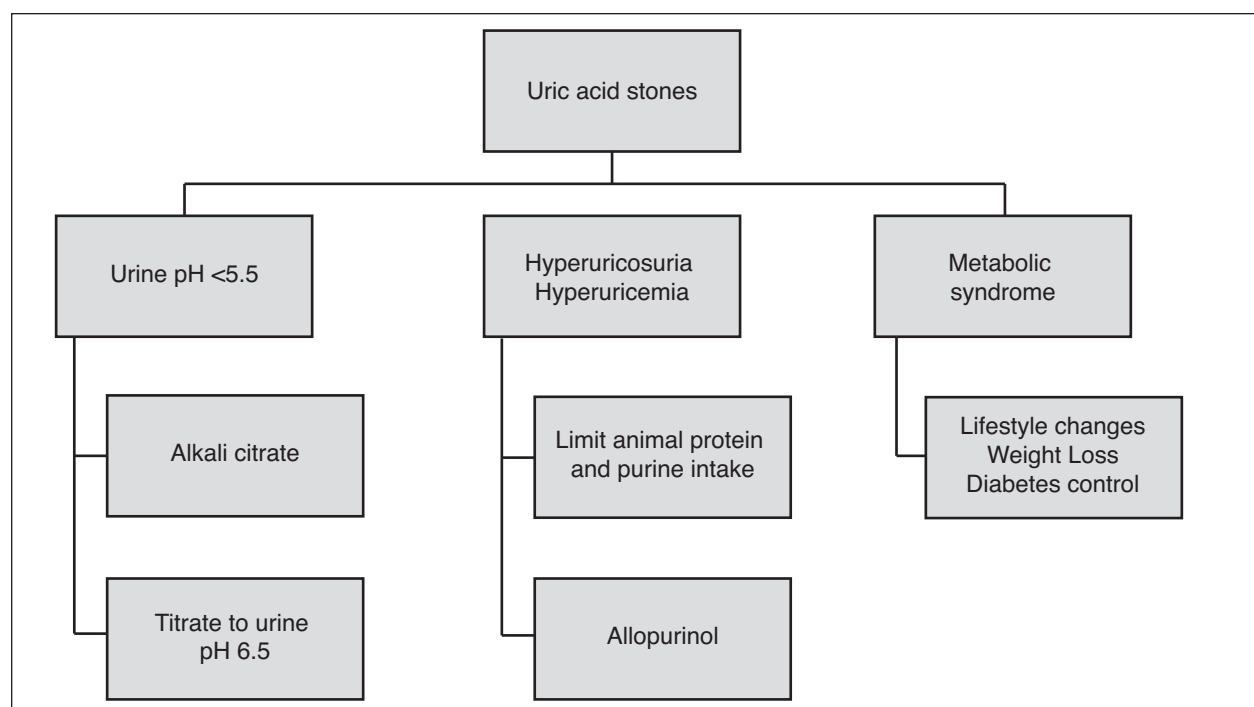 Uric acid stones
Urine pH <5.5
Hyperuricosuria
Hyperuricemia
Metabolic
syndrome
Alkali citrate
Limit animal protein
and purine intake
Lifestyle changes
Weight Loss
Diabetes control
Titrate to urine
pH 6.5
Allopurinol